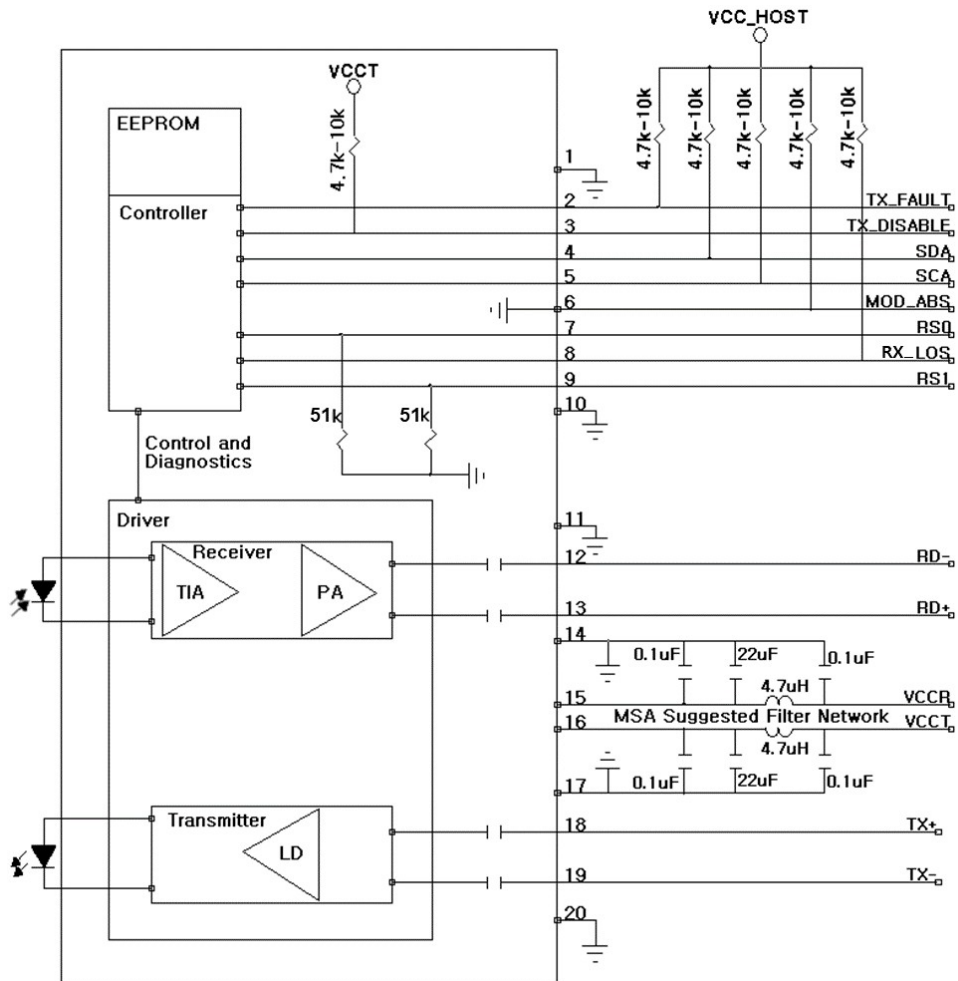 VCC_HOST
VCCT
4.7k-10k
4.7k-10k
4.7k-10k
4.7k-10k
4.7k-10k
4.7k-10k
EEPROM
Controller
1
2 TX_FAULT
3 TX_DISABLE
4 SDA
5 SCA
6 MOD_ABS
7 RS0
8 RX_LOS
9 RS1
10
51k 51k
Control and
Diagnostics
Driver
11
Receiver
12 RD-
TIA PA
13 RD+
14
0.1uF 22uF 0.1uF
4.7uH
15 VCCR
MSA Suggested Filter Network
16 VCCT
4.7uH
0.1uF 22uF 0.1uF
17
Transmitter
18 TX+
LD
19 TX-
20